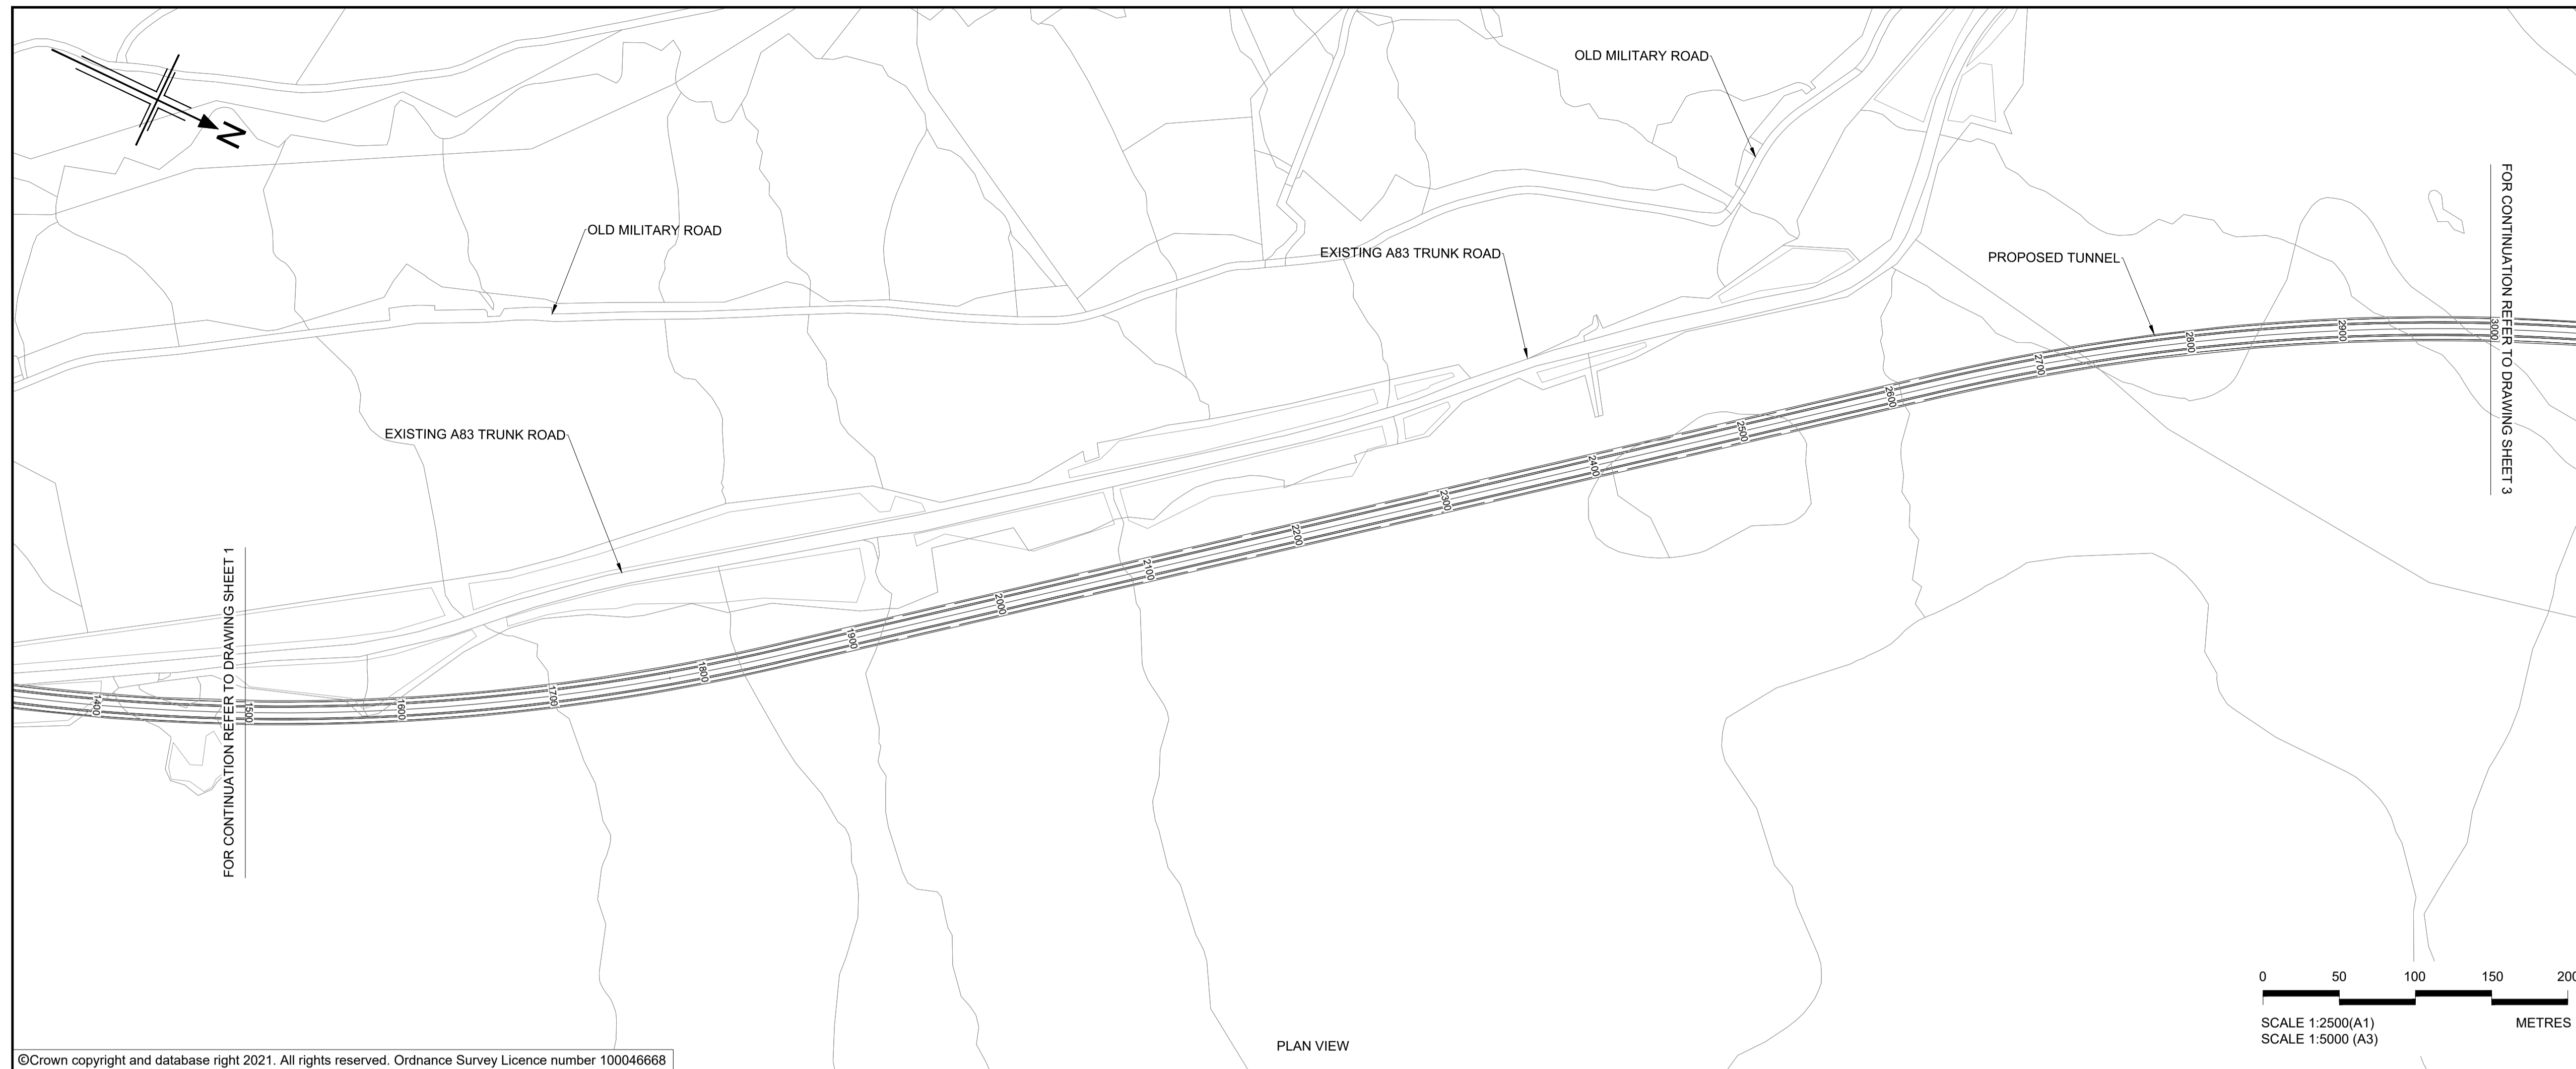 OLD MILITARY ROAD
N
FOR CONTINUATION REFER TO DRAWING SHEET 3
OLD MILITARY ROAD
EXISTING A83 TRUNK ROAD
PROPOSED TUNNEL
EXISTING A83 TRUNK ROAD
FOR CONTINUATION REFER TO DRAWING SHEET 1
1400
1500
1600
1700
1800
1900
2000
2100
2200
2300
2400
2500
2600
2700
2800
2900
3000
0 50 100 150 200
SCALE 1:2500(A1) METRES
SCALE 1:5000 (A3)
PLAN VIEW
©Crown copyright and database right 2021. All rights reserved. Ordnance Survey Licence number 100046668